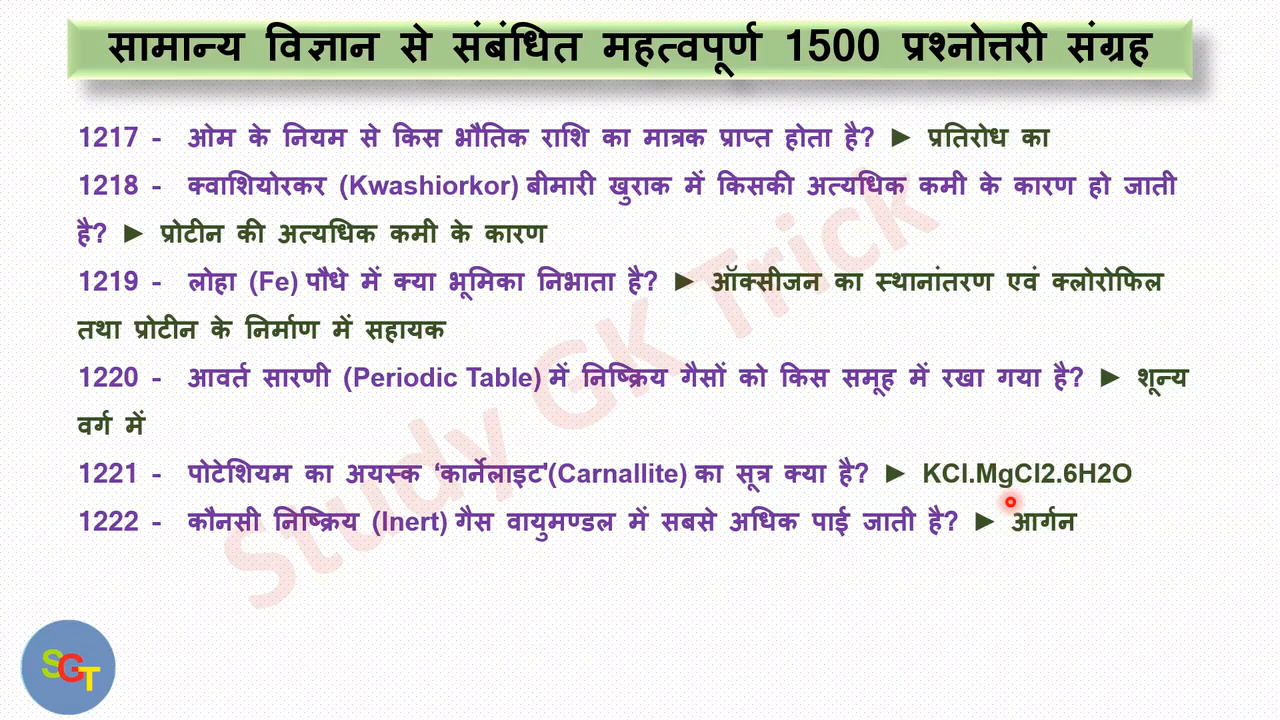 सामान्य विज्ञान से संबंधित महत्वपूर्ण 1500 प्रश्नोत्तरी संग्रह
1217 - ओम के नियम से किस भौतिक राशि का मात्रक प्राप्त होता है? ► प्रतिरोध का
1218 - क्वाशियोरकर (Kwashiorkor) बीमारी खुराक में किसकी अत्यधिक कमी के कारण हो जाती
है? ► प्रोटीन की अत्यधिक कमी के कारण
1219 - लोहा (Fe) पौधे में क्या भूमिका निभाता है? ► ऑक्सीजन का स्थानांतरण एवं क्लोरोफिल
तथा प्रोटीन के निर्माण में सहायक
1220 - आवर्त सारणी (Periodic Table) में निष्क्रिय गैसों को किस समूह में रखा गया है? ► शून्य
वर्ग में
1221 - पोटेशियम का अयस्क ‘कार्नेलाइट'(Carnallite) का सूत्र क्या है? ► KCl.MgCl2.6H2O
1222 - कौनसी निष्क्रिय (Inert) गैस वायुमण्डल में सबसे अधिक पाई जाती है? ► आर्गन
Study GK Trick
SGT